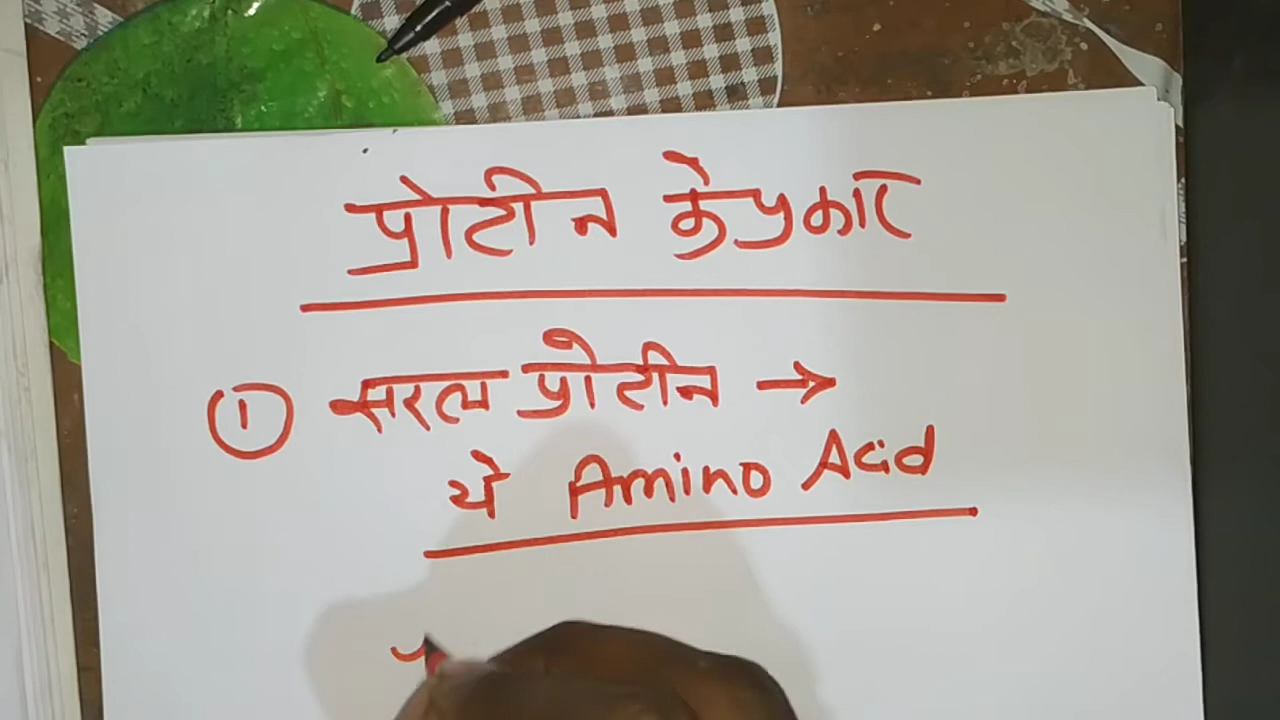 प्रोटीन के प्रकार
① सरल प्रोटीन →
ये Amino Acid